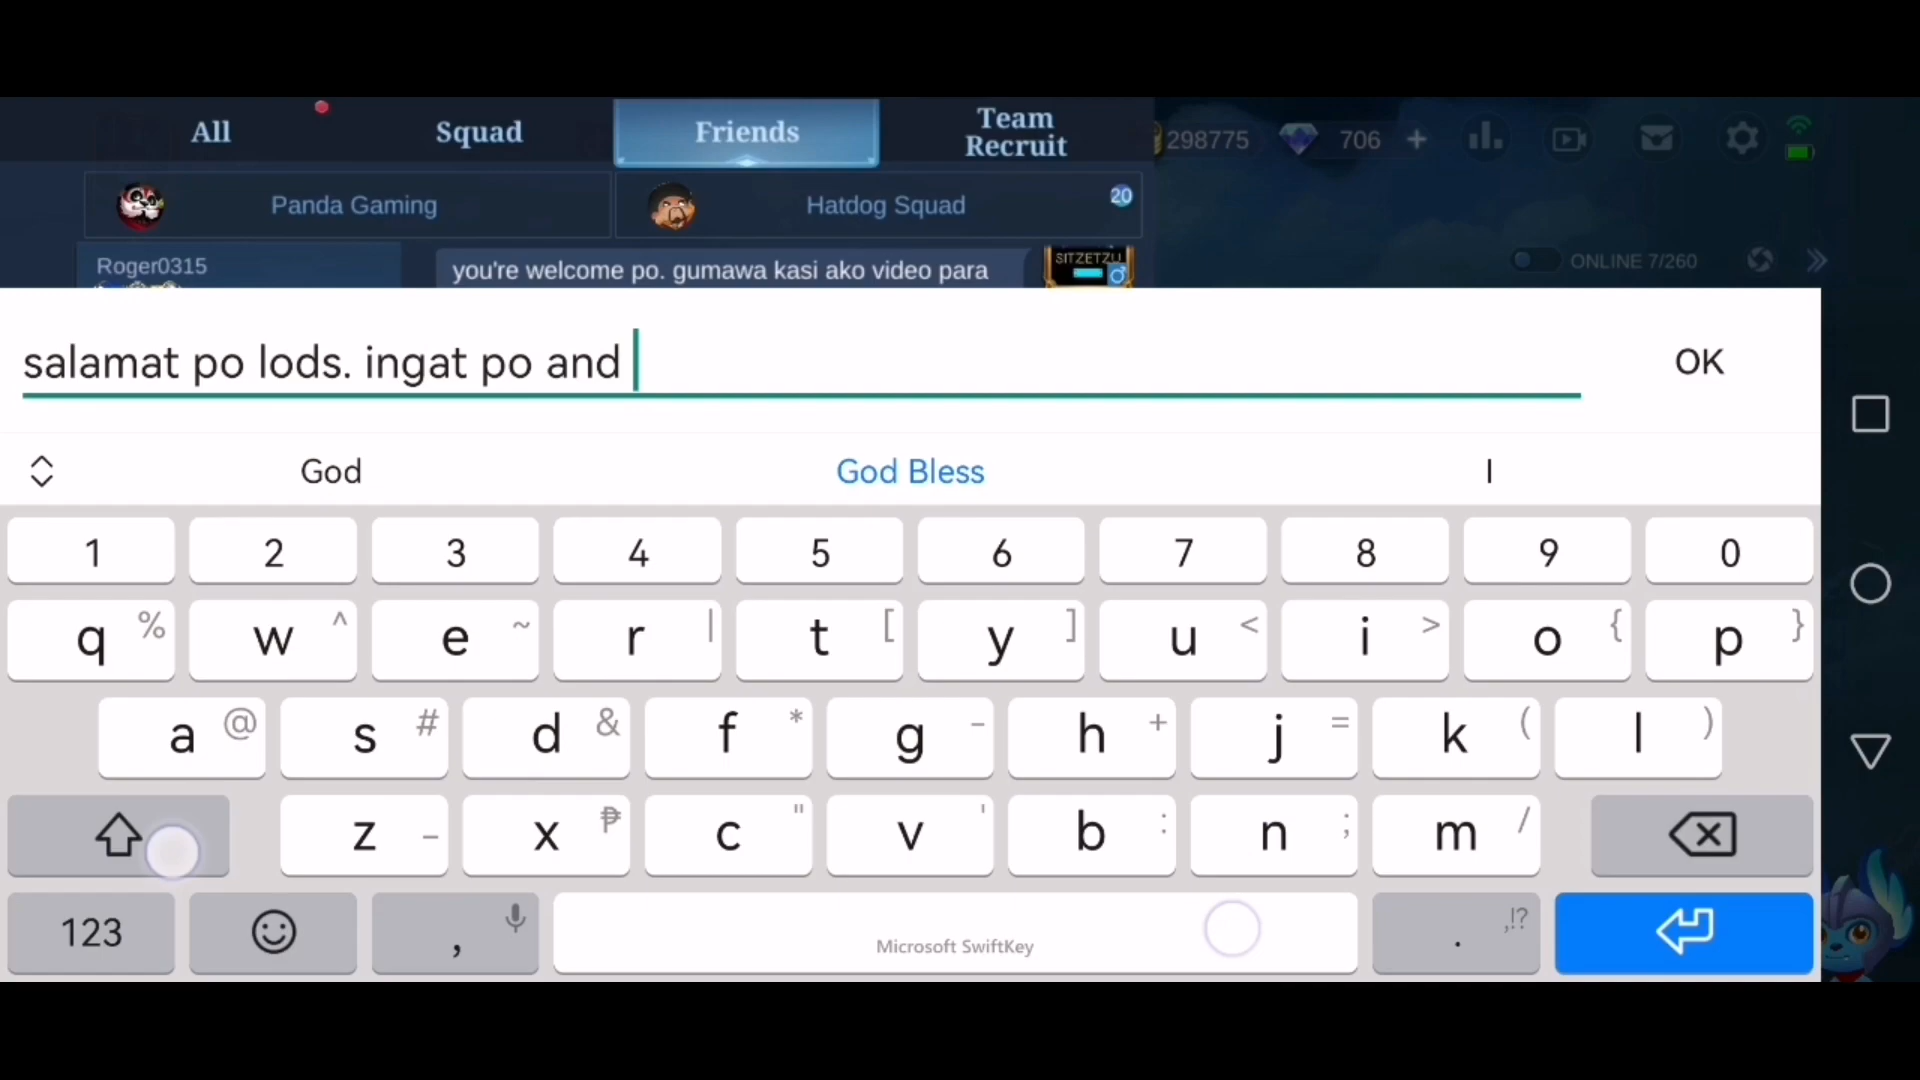 All Squad Friends Team Recruit
298775 706 +
Panda Gaming Hatdog Squad 20
Roger0315 you're welcome po. gumawa kasi ako video para SITZETZU
ONLINE 7/260
salamat po lods. ingat po and OK
God God Bless I
1 2 3 4 5 6 7 8 9 0
q % w ^ e ~ r | t [ y ] u < i > o { p }
a @ s # d & f * g - h + j = k ( l )
z _ x ₱ c " v ' b : n ; m /
123 , Microsoft SwiftKey . ,!?